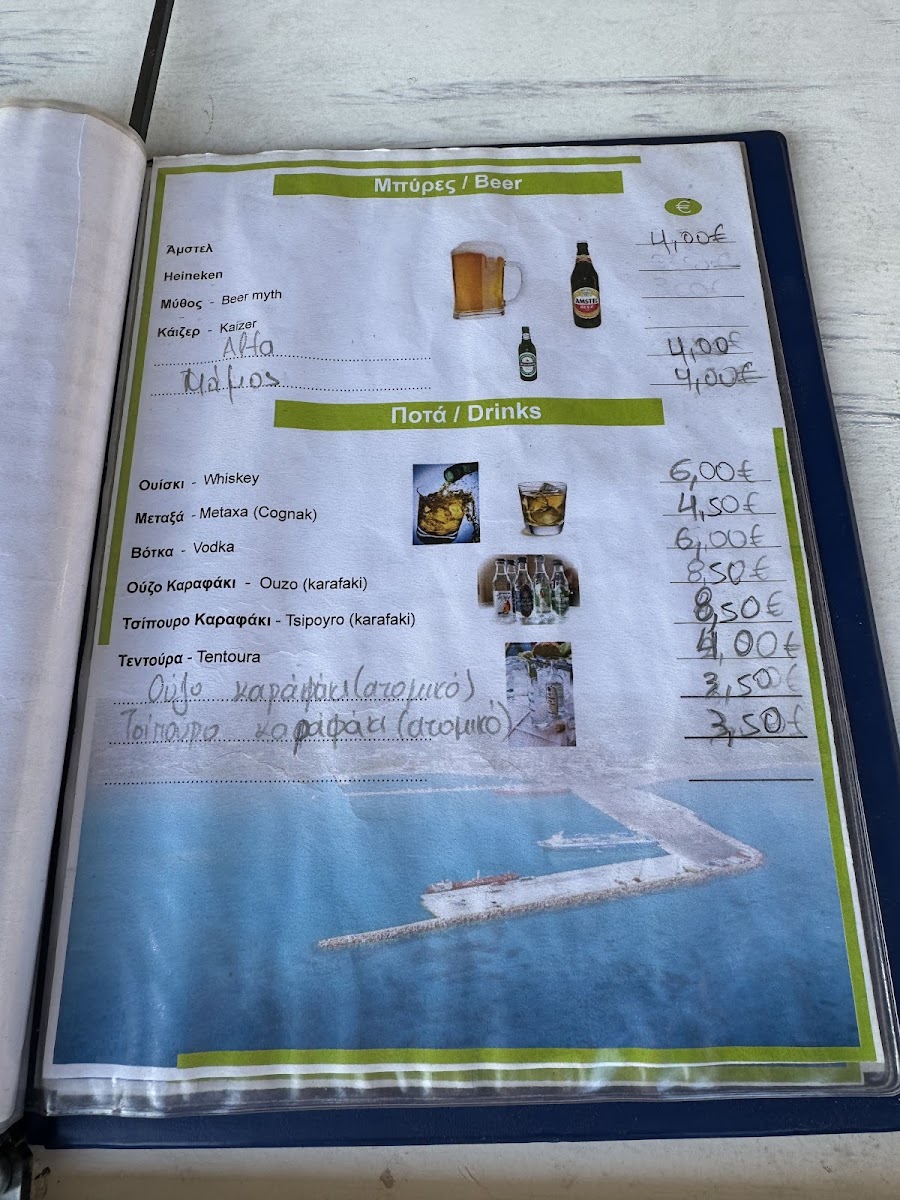 Μπύρες / Beer
€
Άμστελ 4,00€
Heineken
Μύθος - Beer myth
Κάιζερ - Kaizer
Alfa 4,00€
Μάμος 4,00€
AMSTEL
Ποτά / Drinks
Ουίσκι - Whiskey 6,00€
Μεταξά - Metaxa (Cognak) 4,50€
Βότκα - Vodka 6,00€
Ούζο Καραφάκι - Ouzo (karafaki) 8,50€
Τσίπουρο Καραφάκι - Tsipoyro (karafaki) 8,50€
Τεντούρα - Tentoura 4,00€
Ούζο καραφάκι (ατομικό) 3,50€
Τσίπουρο καραφάκι (ατομικό) 3,50€